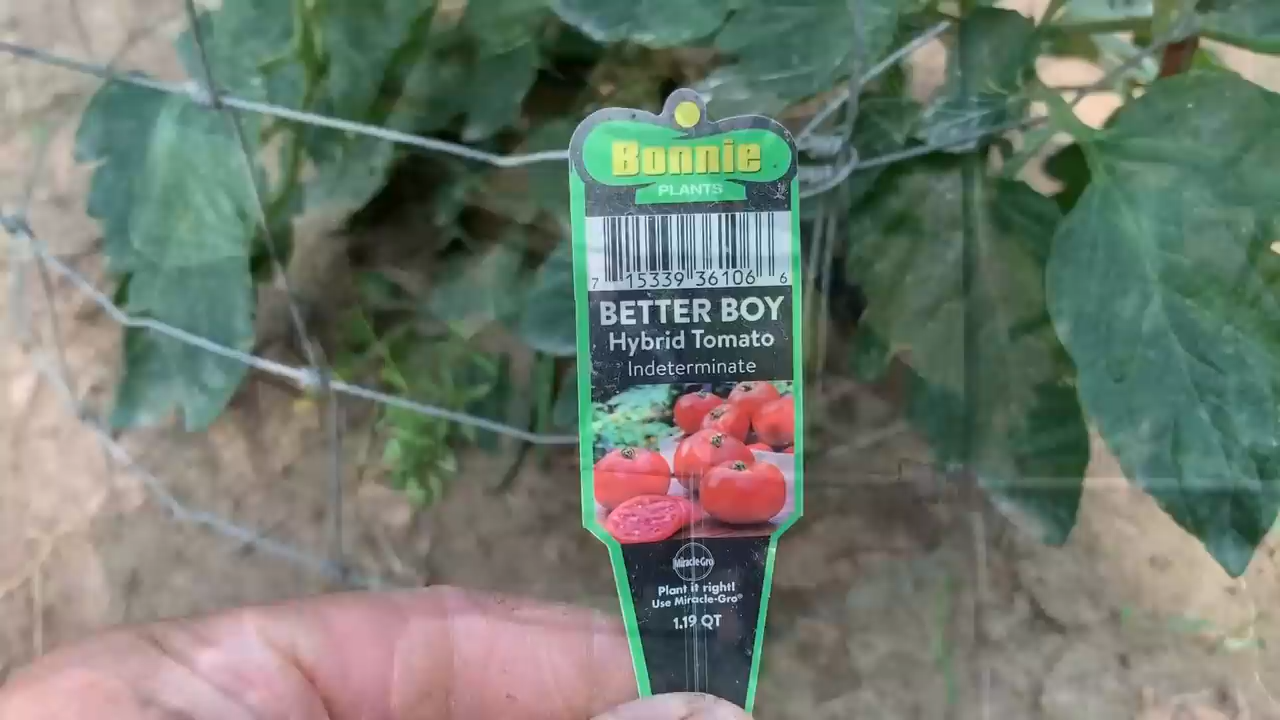 Bonnie
PLANTS
7 15339 36106 6
BETTER BOY
Hybrid Tomato
Indeterminate
Miracle-Gro
Plant it right!
Use Miracle-Gro®
1.19 QT